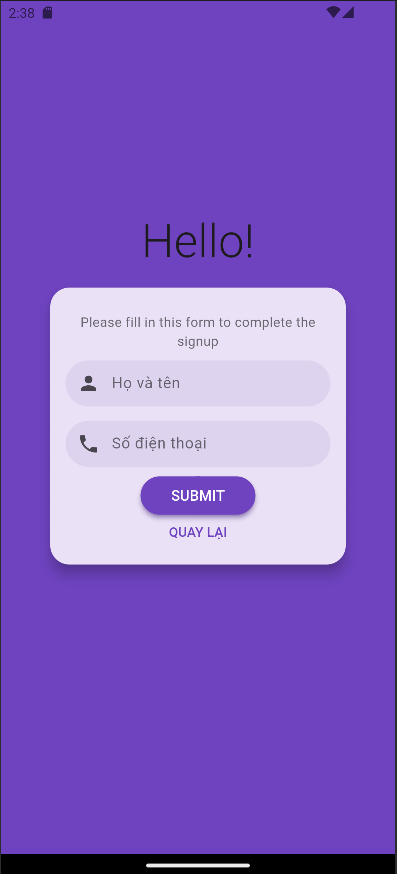 2:38
Hello!
Please fill in this form to complete the
signup
Họ và tên
Số điện thoại
SUBMIT
QUAY LẠI